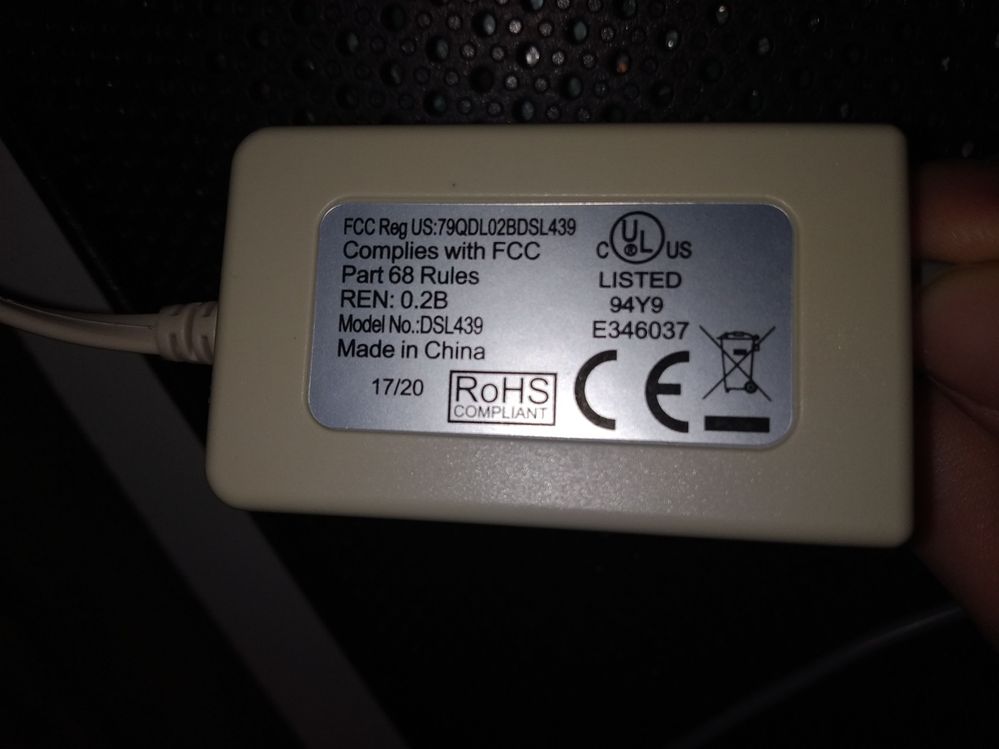 FCC Reg US:79QDL02BDSL439
Complies with FCC
Part 68 Rules
REN: 0.2B
Model No.:DSL439
Made in China
17/20
RoHS
COMPLIANT
C UL ® US
LISTED
94Y9
E346037
CE